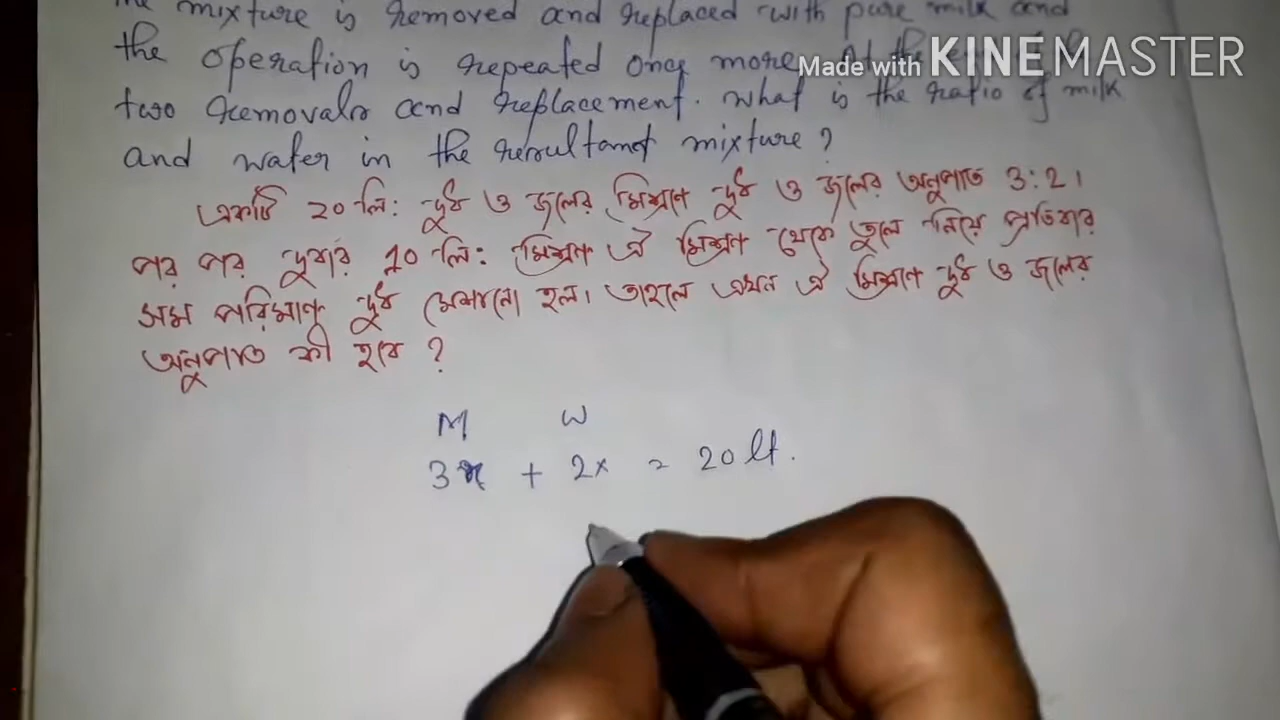 mixture is removed and replaced with pure milk and
the operation is repeated once more. At the
Made with KINEMASTER
two removals and replacement. what is the ratio of milk
and water in the resultant mixture?
একটি 20 লি: দুধ ও জলের মিশ্রণে দুধ ও জলের অনুপাত 3:2।
পর পর দুবার 10 লি: মিশ্রণ ঐ মিশ্রণ থেকে তুলে নিয়ে প্রতিবার
সম পরিমাণ দুধ মেশানো হল। তাহলে এখন ঐ মিশ্রণে দুধ ও জলের
অনুপাত কী হবে?
M W
3x + 2x = 20 lt.